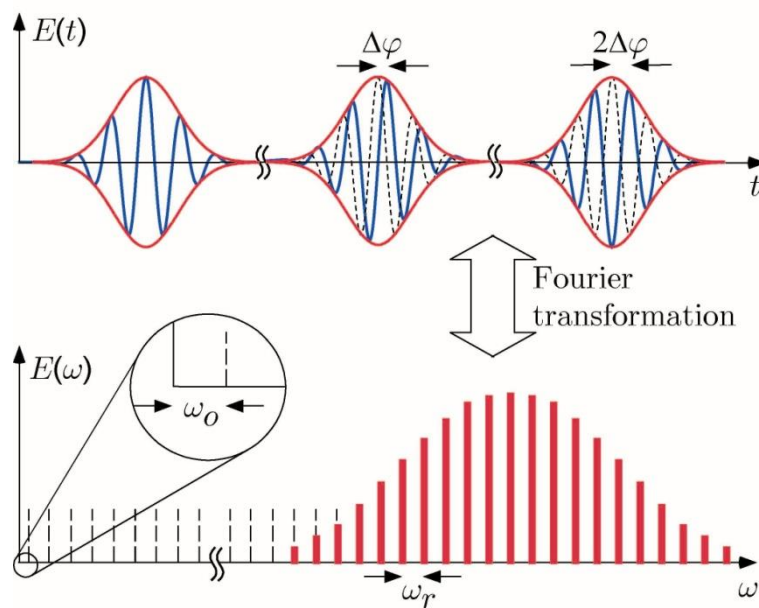 E(t)
Δφ
2Δφ
t
Fourier
transformation
E(ω)
ω_o
ω_r
ω